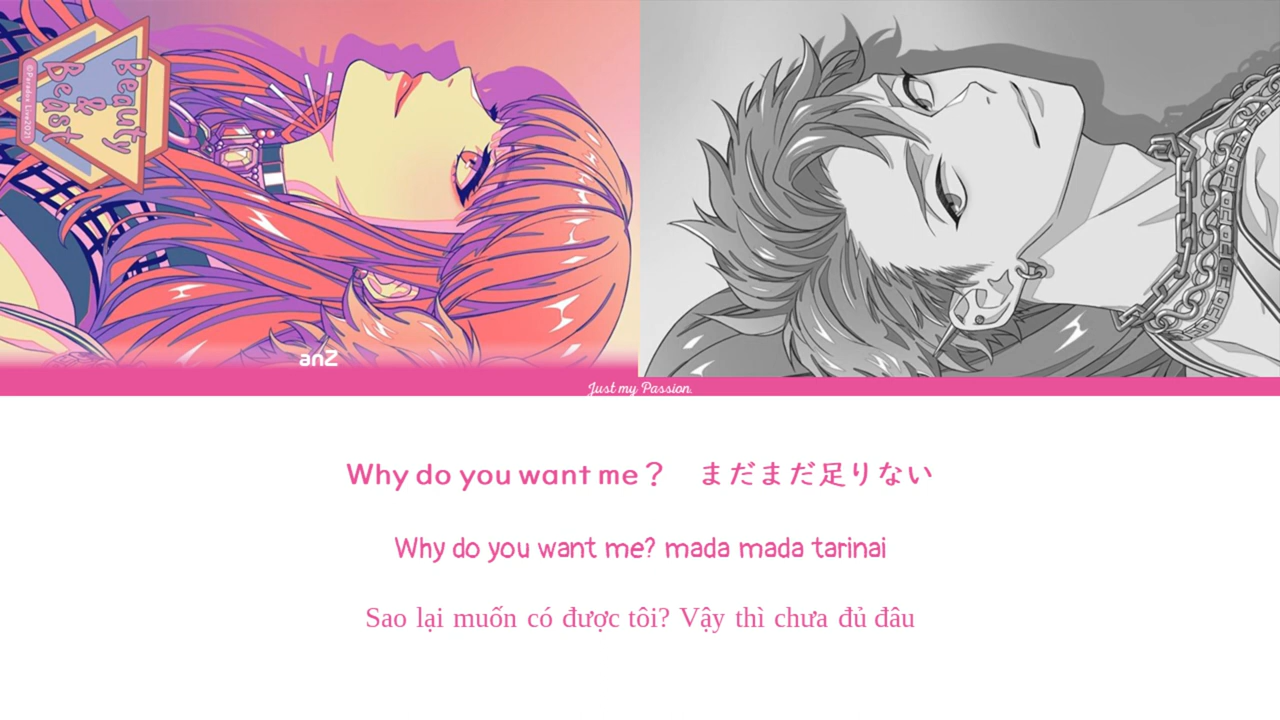 Beauty
&
Beast
©Paradox Live2021
anZ
Just my Passion.
Why do you want me？　まだまだ足りない
Why do you want me? mada mada tarinai
Sao lại muốn có được tôi? Vậy thì chưa đủ đâu